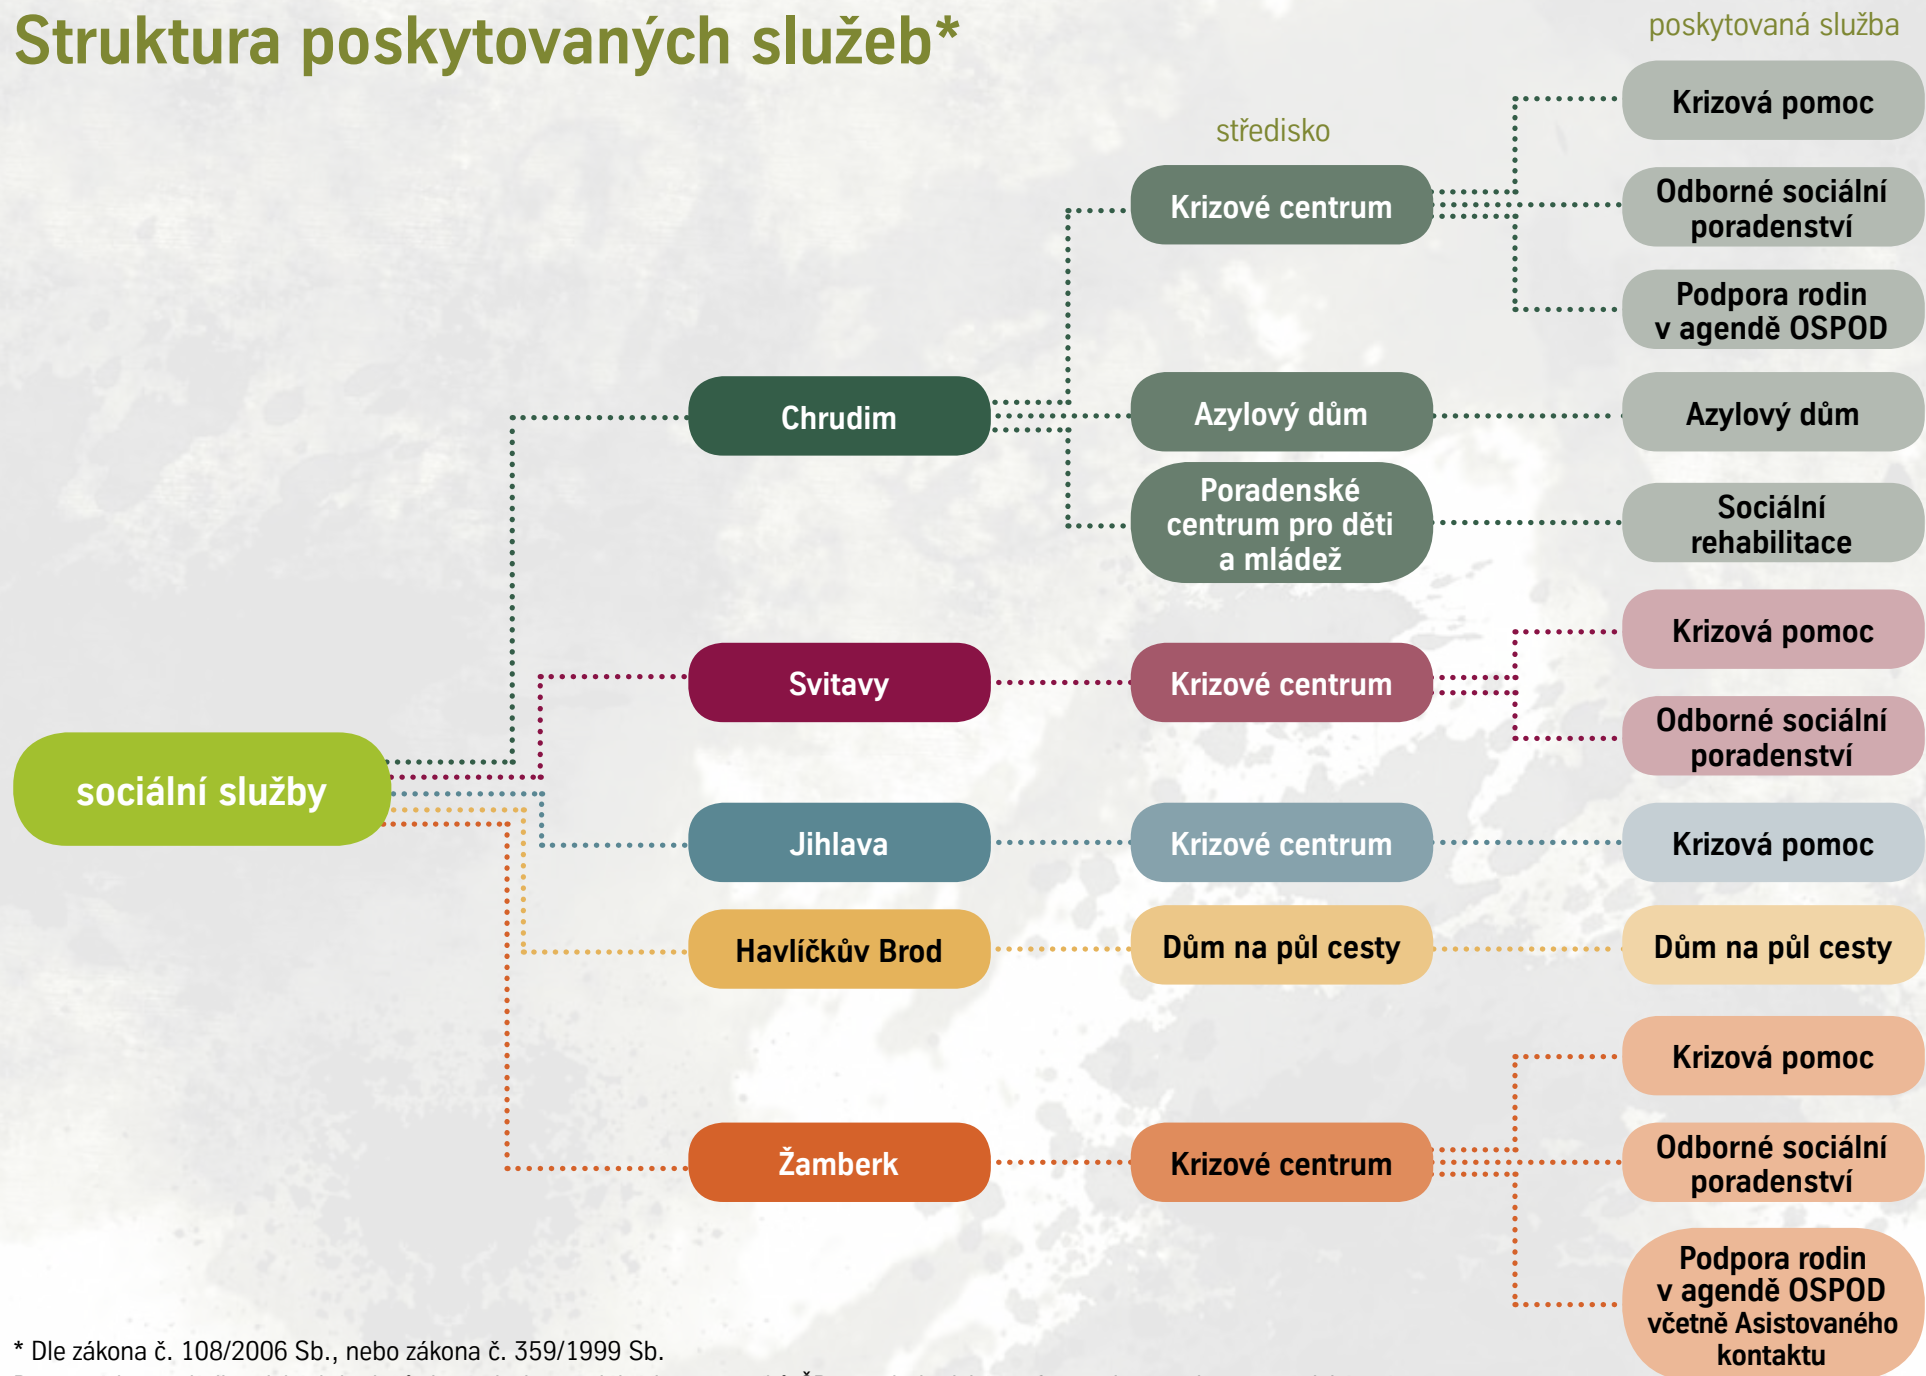 Struktura poskytovaných služeb*
poskytovaná služba
středisko
Krizová pomoc
Krizové centrum
Odborné sociální
poradenství
Podpora rodin
v agendě OSPOD
Chrudim
Azylový dům
Azylový dům
Poradenské
centrum pro děti
a mládež
Sociální
rehabilitace
Svitavy
Krizové centrum
Krizová pomoc
Odborné sociální
poradenství
sociální služby
Jihlava
Krizové centrum
Krizová pomoc
Havlíčkův Brod
Dům na půl cesty
Dům na půl cesty
Krizová pomoc
Žamberk
Krizové centrum
Odborné sociální
poradenství
Podpora rodin
v agendě OSPOD
včetně Asistovaného
kontaktu
* Dle zákona č. 108/2006 Sb., nebo zákona č. 359/1999 Sb.